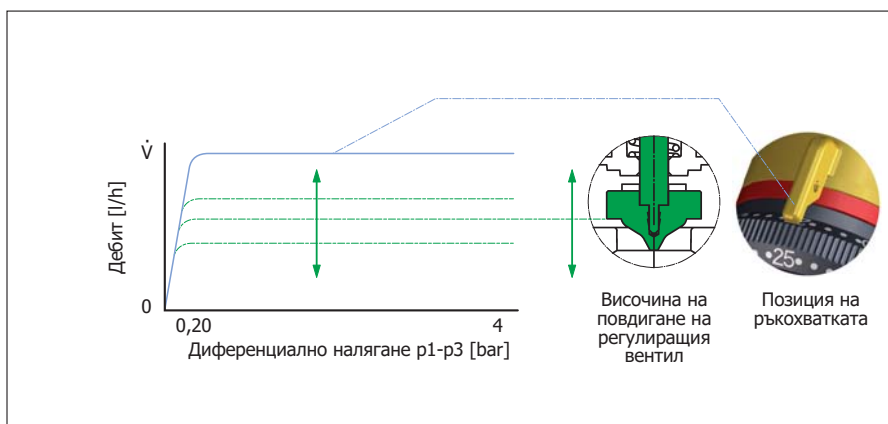 V̇
Дебит [l/h]
0
0,20
4
Диференциално налягане p1-p3 [bar]
Височина на
повдигане на
регулиращия
вентил
25
Позиция на
ръкохватката